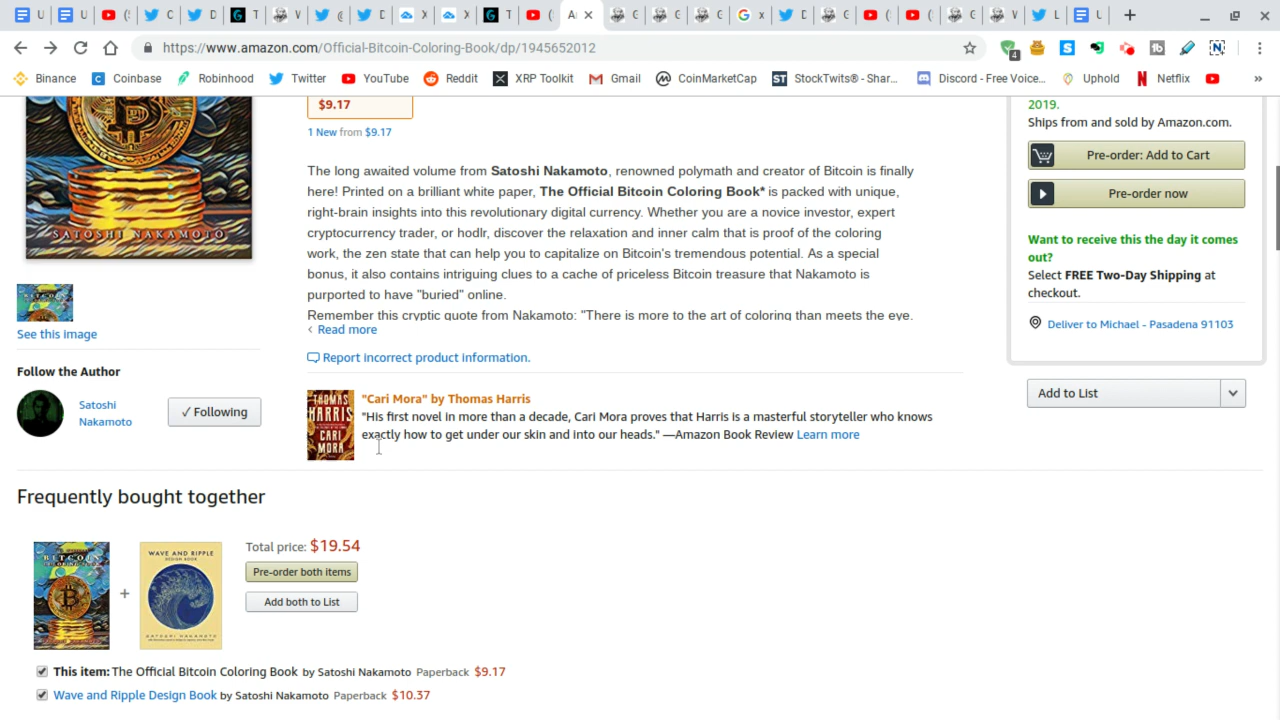 U
U
(
C
D
T
W
@
D
X
X
T
(
A
G
G
G
x
D
G
(
(
G
W
L
U
https://www.amazon.com/Official-Bitcoin-Coloring-Book/dp/1945652012
4
Binance
Coinbase
Robinhood
Twitter
YouTube
Reddit
XRP Toolkit
Gmail
CoinMarketCap
StockTwits® - Shar...
Discord - Free Voice...
Uphold
Netflix
»
$9.17
1 New from $9.17
The long awaited volume from Satoshi Nakamoto, renowned polymath and creator of Bitcoin is finally
here! Printed on a brilliant white paper, The Official Bitcoin Coloring Book* is packed with unique,
right-brain insights into this revolutionary digital currency. Whether you are a novice investor, expert
cryptocurrency trader, or hodlr, discover the relaxation and inner calm that is proof of the coloring
work, the zen state that can help you to capitalize on Bitcoin's tremendous potential. As a special
bonus, it also contains intriguing clues to a cache of priceless Bitcoin treasure that Nakamoto is
purported to have "buried" online.
Remember this cryptic quote from Nakamoto: "There is more to the art of coloring than meets the eye.
‹ Read more
Report incorrect product information.
SATOSHI NAKAMOTO
See this image
Follow the Author
Satoshi
Nakamoto
✓ Following
THOMAS
HARRIS
CARI
MORA
"Cari Mora" by Thomas Harris
"His first novel in more than a decade, Cari Mora proves that Harris is a masterful storyteller who knows
exactly how to get under our skin and into our heads." —Amazon Book Review Learn more
2019.
Ships from and sold by Amazon.com.
Pre-order: Add to Cart
Pre-order now
Want to receive this the day it comes
out?
Select FREE Two-Day Shipping at
checkout.
Deliver to Michael - Pasadena 91103
Add to List
Frequently bought together
BITCOIN
+
WAVE AND RIPPLE
DESIGN BOOK
SATOSHI NAKAMOTO
Total price: $19.54
Pre-order both items
Add both to List
This item: The Official Bitcoin Coloring Book by Satoshi Nakamoto Paperback $9.17
Wave and Ripple Design Book by Satoshi Nakamoto Paperback $10.37